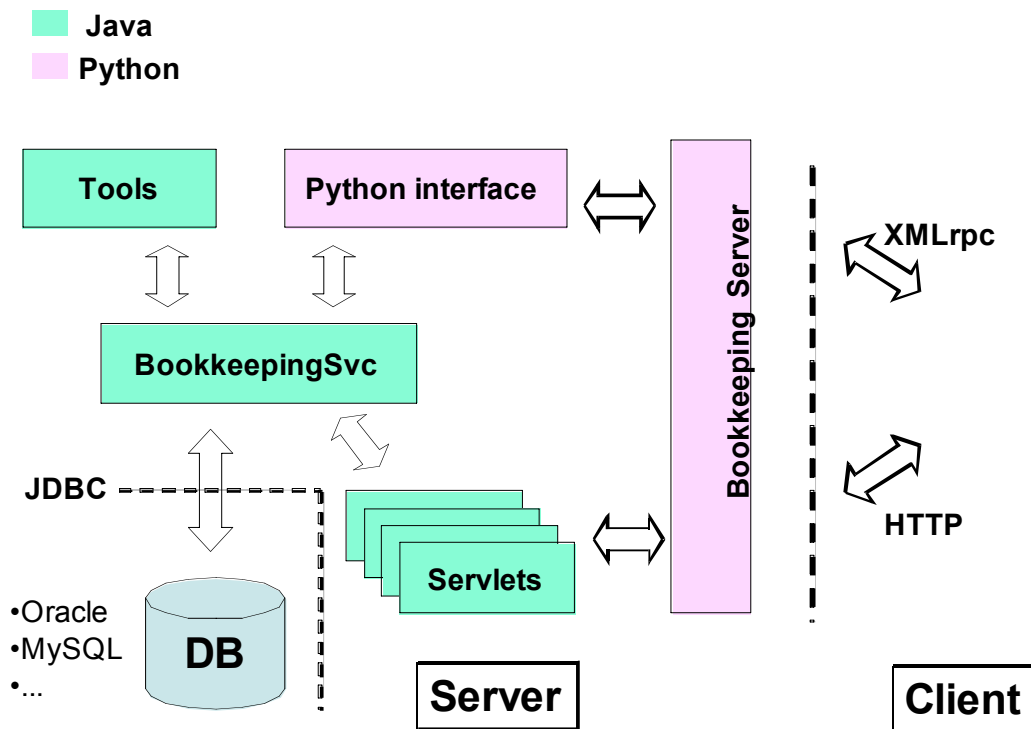 Java
Python
Tools
Python interface
Bookkeeping Server
XMLrpc
BookkeepingSvc
JDBC
HTTP
Servlets
•Oracle
•MySQL
•...
DB
Server
Client